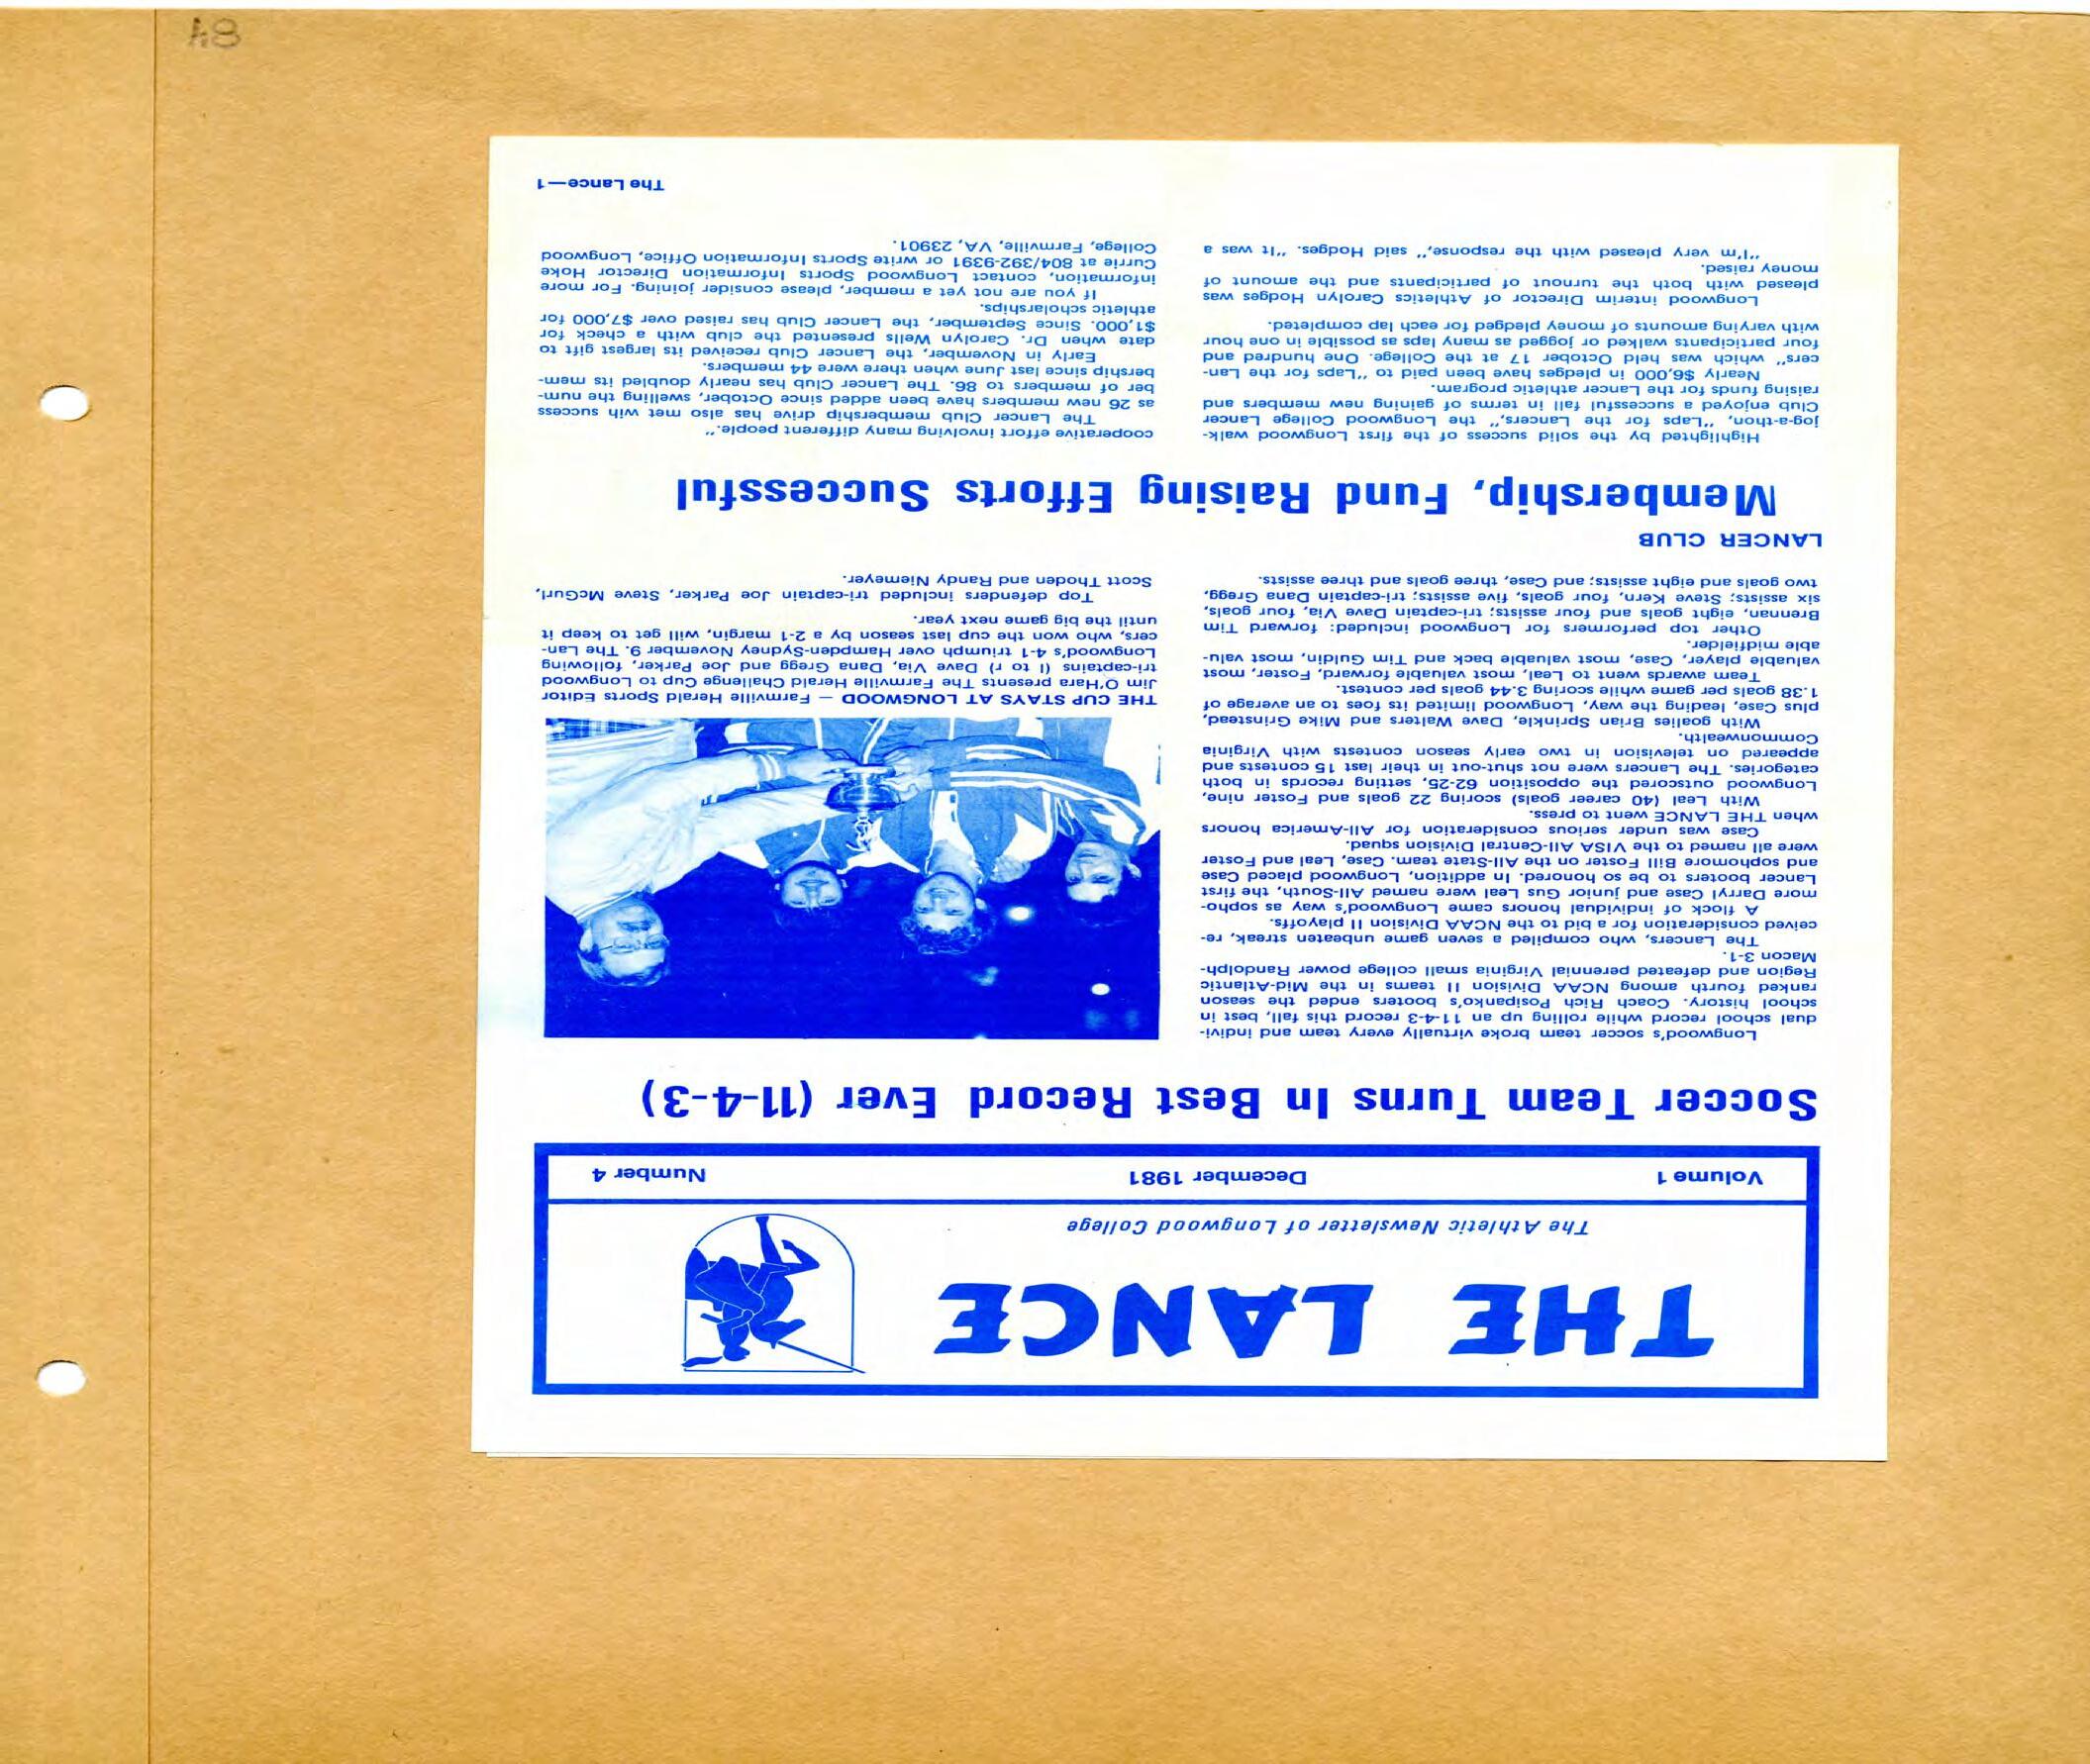 48
THE LANCE
The Athletic Newsletter of Longwood College
Volume 1 December 1981 Number 4
Soccer Team Turns In Best Record Ever (11-4-3)
Longwood's soccer team broke virtually every team and indivi-
dual school record while rolling up an 11-4-3 record this fall, best in
school history. Coach Rich Posipanko's booters ended the season
ranked fourth among NCAA Division II teams in the Mid-Atlantic
Region and defeated perennial Virginia small college power Randolph-
Macon 3-1.
The Lancers, who compiled a seven game unbeaten streak, re-
ceived consideration for a bid to the NCAA Division II playoffs.
A flock of individual honors came Longwood's way as sopho-
more Darryl Case and junior Gus Leal were named All-South, the first
Lancer booters to be so honored. In addition, Longwood placed Case
and sophomore Bill Foster on the All-State team. Case, Leal and Foster
were all named to the VISA All-Central Division squad.
Case was under serious consideration for All-America honors
when THE LANCE went to press.
With Leal (40 career goals) scoring 22 goals and Foster nine,
Longwood outscored the opposition 62-25, setting records in both
categories. The Lancers were not shut-out in their last 15 contests and
appeared on television in two early season contests with Virginia
Commonwealth.
With goalies Brian Sprinkle, Dave Walters and Mike Grinstead,
plus Case, leading the way, Longwood limited its foes to an average of
1.38 goals per game while scoring 3.44 goals per contest.
Team awards went to Leal, most valuable forward, Foster, most
valuable player, Case, most valuable back and Tim Guldin, most valu-
able midfielder.
Other top performers for Longwood included: forward Tim
Brennan, eight goals and four assists; tri-captain Dave Via, four goals,
six assists; Steve Kern, four goals, five assists; tri-captain Dana Gregg,
two goals and eight assists; and Case, three goals and three assists.
THE CUP STAYS AT LONGWOOD — Farmville Herald Sports Editor
Jim O'Hara presents The Farmville Herald Challenge Cup to Longwood
tri-captains (l to r) Dave Via, Dana Gregg and Joe Parker, following
Longwood's 4-1 triumph over Hampden-Sydney November 9. The Lan-
cers, who won the cup last season by a 2-1 margin, will get to keep it
until the big game next year.
Top defenders included tri-captain Joe Parker, Steve McGurl,
Scott Thoden and Randy Niemeyer.
LANCER CLUB
Membership, Fund Raising Efforts Successful
Highlighted by the solid success of the first Longwood walk-
jog-a-thon, "Laps for the Lancers," the Longwood College Lancer
Club enjoyed a successful fall in terms of gaining new members and
raising funds for the Lancer athletic program.
Nearly $6,000 in pledges have been paid to "Laps for the Lan-
cers" which was held October 17 at the College. One hundred and
four participants walked or jogged as many laps as possible in one hour
with varying amounts of money pledged for each lap completed.
Longwood interim Director of Athletics Carolyn Hodges was
pleased with both the turnout of participants and the amount of
money raised.
"I'm very pleased with the response," said Hodges. "It was a
cooperative effort involving many different people."
The Lancer Club membership drive has also met wih success
as 26 new members have been added since October, swelling the num-
ber of members to 86. The Lancer Club has nearly doubled its mem-
bership since last June when there were 44 members.
Early in November, the Lancer Club received its largest gift to
date when Dr. Carolyn Wells presented the club with a check for
$1,000. Since September, the Lancer Club has raised over $7,000 for
athletic scholarships.
If you are not yet a member, please consider joining. For more
information, contact Longwood Sports Information Director Hoke
Currie at 804/392-9391 or write Sports Information Office, Longwood
College, Farmville, VA, 23901.
The Lance—1